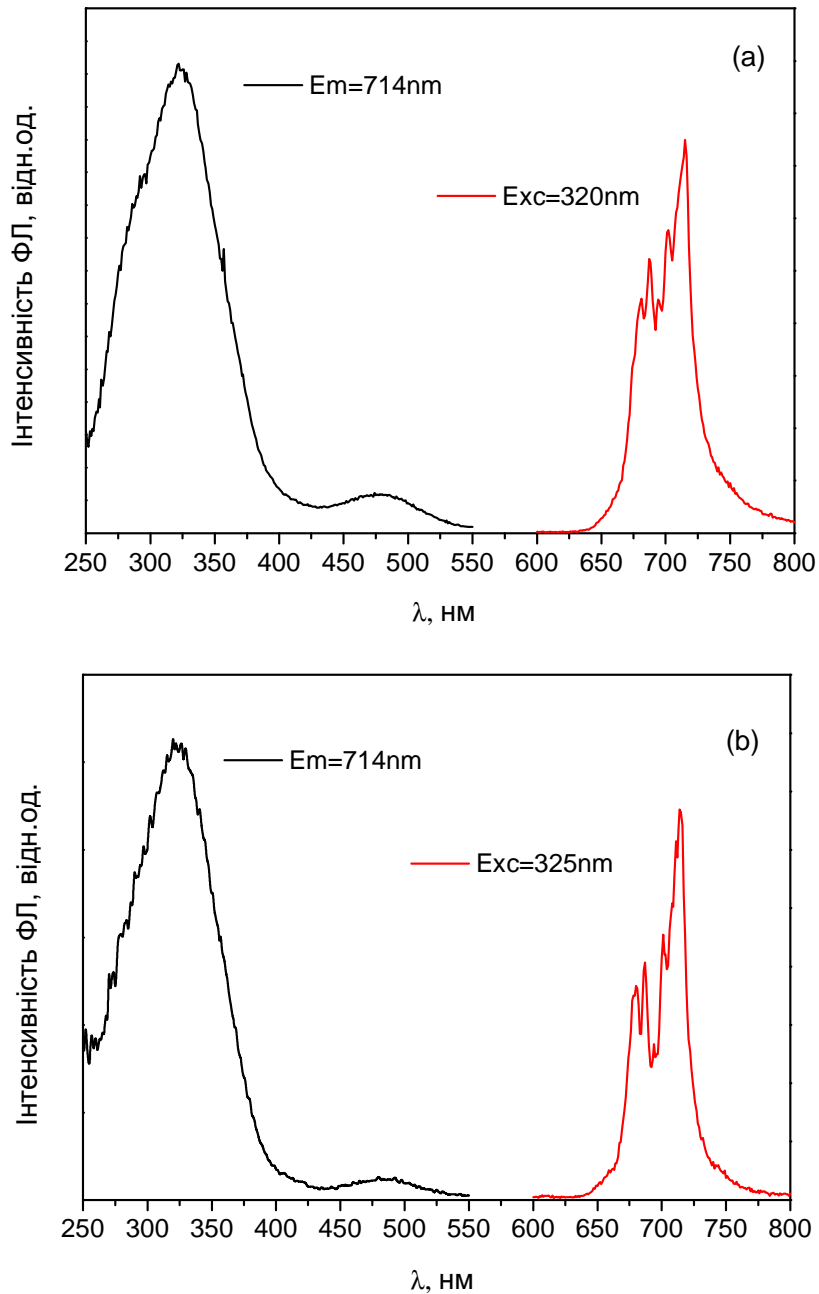 (a)
Em=714nm
Exc=320nm
Інтенсивність ФЛ, відн.од.
250 300 350 400 450 500 550 600 650 700 750 800
λ, нм
(b)
Em=714nm
Exc=325nm
Інтенсивність ФЛ, відн.од.
250 300 350 400 450 500 550 600 650 700 750 800
λ, нм